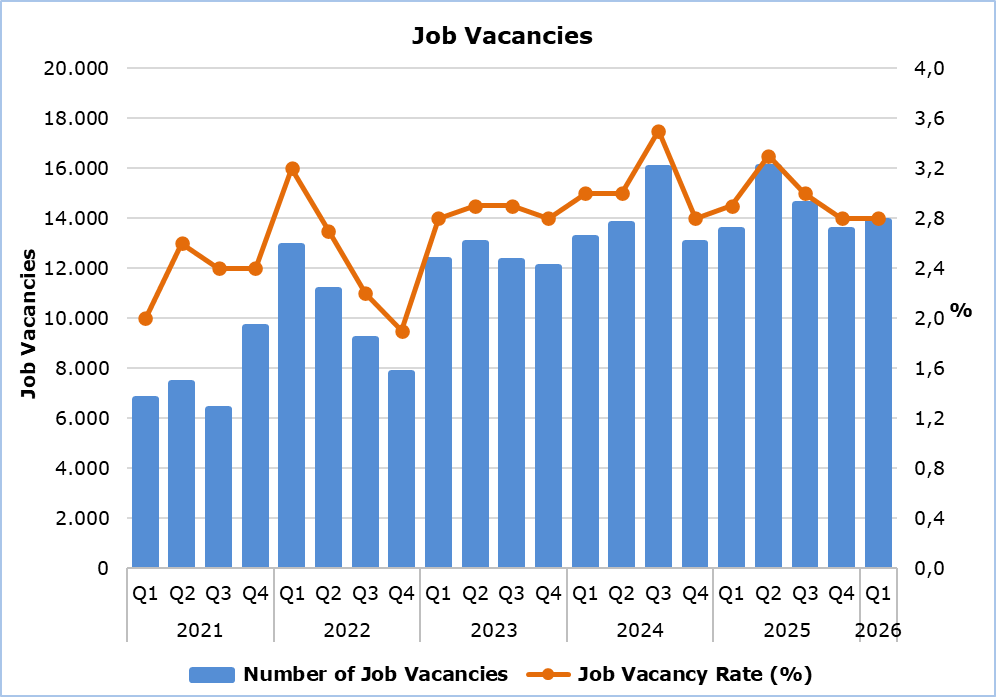 Job Vacancies
20.000 4,0
18.000 3,6
16.000 3,2
14.000 2,8
12.000 2,4
10.000 2,0
8.000 1,6
6.000 1,2
4.000 0,8
2.000 0,4
0 0,0
Job Vacancies
%
Q1 Q2 Q3 Q4 Q1 Q2 Q3 Q4 Q1 Q2 Q3 Q4 Q1 Q2 Q3 Q4 Q1 Q2 Q3 Q4 Q1
2021 2022 2023 2024 2025 2026
Number of Job Vacancies Job Vacancy Rate (%)